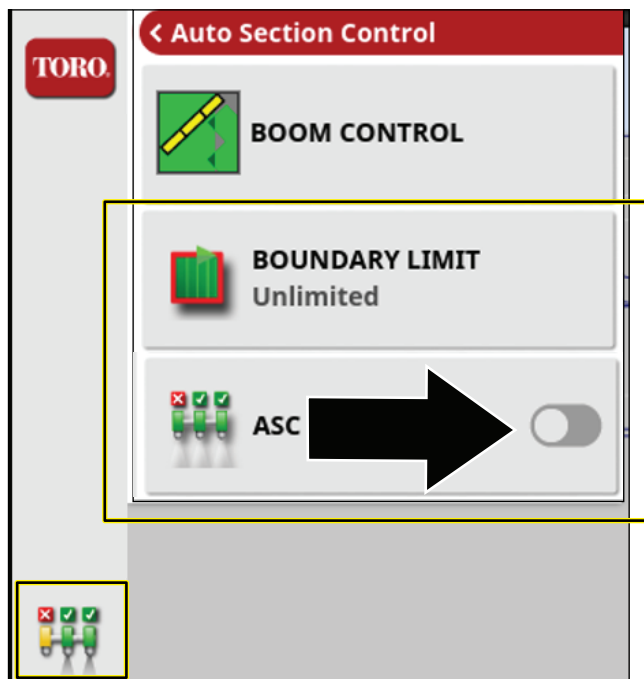 TORO.
< Auto Section Control
BOOM CONTROL
BOUNDARY LIMIT
Unlimited
ASC